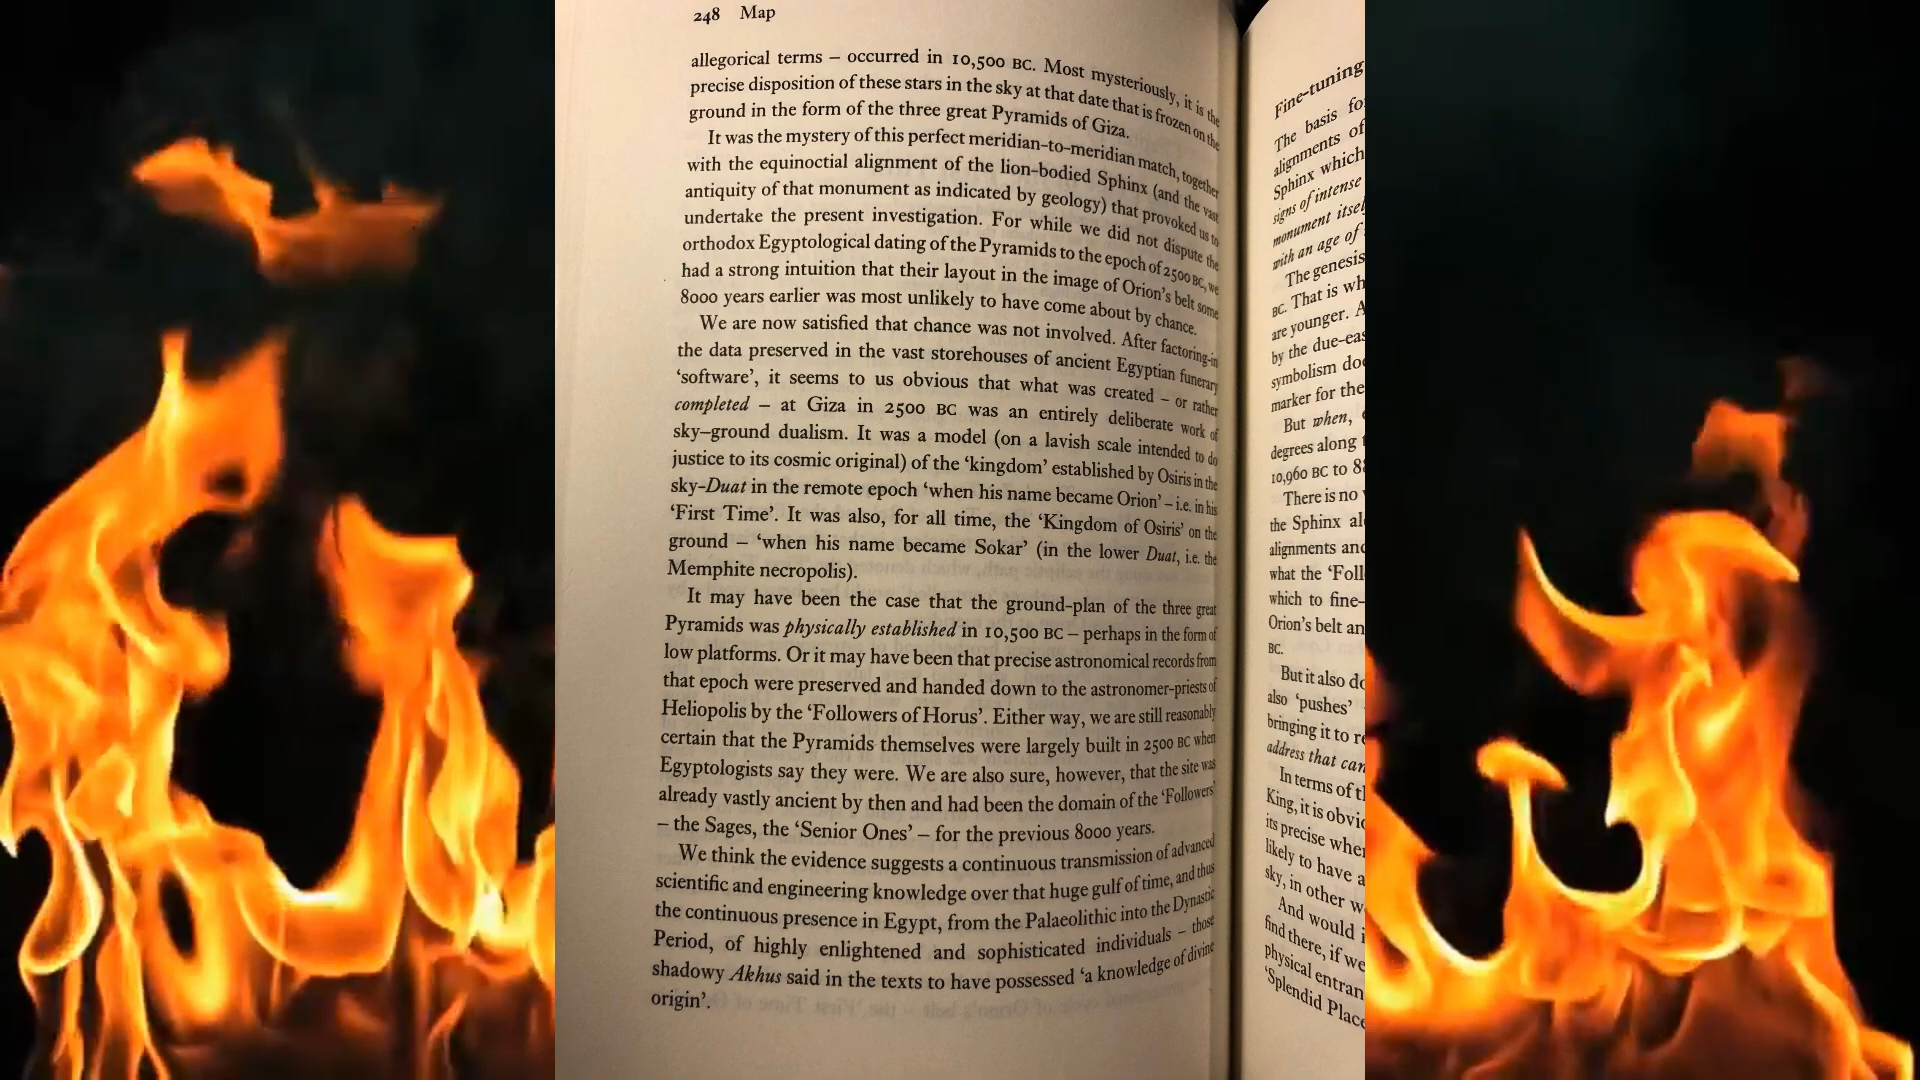 248 Map
allegorical terms – occurred in 10,500 BC. Most mysteriously, it is the
precise disposition of these stars in the sky at that date that is frozen on the
ground in the form of the three great Pyramids of Giza.
It was the mystery of this perfect meridian-to-meridian match, together
with the equinoctial alignment of the lion-bodied Sphinx (and the vast
antiquity of that monument as indicated by geology) that provoked us to
undertake the present investigation. For while we did not dispute the
orthodox Egyptological dating of the Pyramids to the epoch of 2500 BC, we
had a strong intuition that their layout in the image of Orion's belt some
8000 years earlier was most unlikely to have come about by chance.
We are now satisfied that chance was not involved. After factoring-in
the data preserved in the vast storehouses of ancient Egyptian funerary
‘software’, it seems to us obvious that what was created – or rather
completed – at Giza in 2500 BC was an entirely deliberate work of
sky–ground dualism. It was a model (on a lavish scale intended to do
justice to its cosmic original) of the ‘kingdom’ established by Osiris in the
sky-Duat in the remote epoch ‘when his name became Orion’ – i.e. in his
‘First Time’. It was also, for all time, the ‘Kingdom of Osiris’ on the
ground – ‘when his name became Sokar’ (in the lower Duat, i.e. the
Memphite necropolis).
It may have been the case that the ground-plan of the three great
Pyramids was physically established in 10,500 BC – perhaps in the form of
low platforms. Or it may have been that precise astronomical records from
that epoch were preserved and handed down to the astronomer-priests of
Heliopolis by the ‘Followers of Horus’. Either way, we are still reasonably
certain that the Pyramids themselves were largely built in 2500 BC when
Egyptologists say they were. We are also sure, however, that the site was
already vastly ancient by then and had been the domain of the ‘Followers’
– the Sages, the ‘Senior Ones’ – for the previous 8000 years.
We think the evidence suggests a continuous transmission of advanced
scientific and engineering knowledge over that huge gulf of time, and thus
the continuous presence in Egypt, from the Palaeolithic into the Dynastic
Period, of highly enlightened and sophisticated individuals – those
shadowy Akhus said in the texts to have possessed ‘a knowledge of divine
origin’.
Fine-tuning
The basis
alignments of
Sphinx which
signs of intense
monument
with an age of
The genesis
BC. That is
are younger.
by the
symbolism
marker for the
But when,
degrees along
10,960 BC to
There is no
the Sphinx
alignments
what the
which to fine-
Orion's belt
BC.
But it also
also ‘pushes’
bringing it to
address that
In terms of
King, it is
its precise
likely to have a
sky, in other
And would
find there, if we
physical
‘Splendid